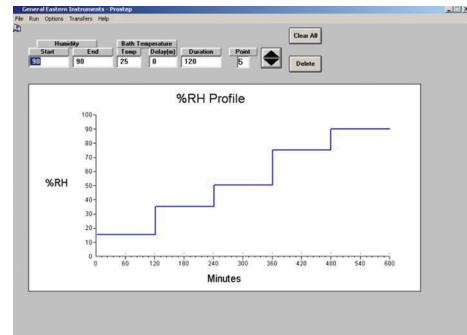 General Eastern Instruments - Prostep
File Run Options Transfers Help
Humidity Bath Temperature
Start End Temp Delay(m) Duration Point
90 90 25 0 120 5
Clear All
Delete
%RH Profile
100
90
80
70
60
50
40
30
20
10
%RH
0 60 120 180 240 300 360 420 480 540 600
Minutes